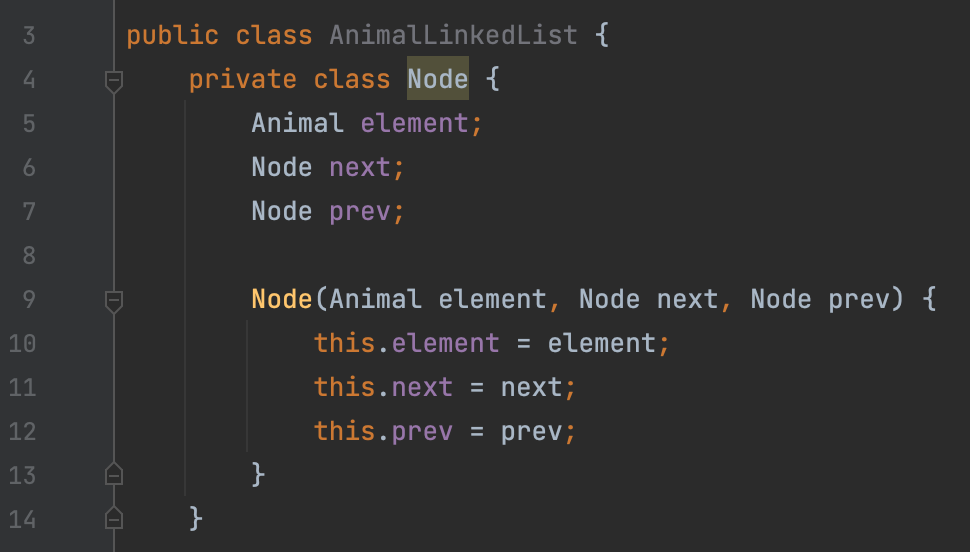 3 public class AnimalLinkedList {
4 private class Node {
5 Animal element;
6 Node next;
7 Node prev;
8
9 Node(Animal element, Node next, Node prev) {
10 this.element = element;
11 this.next = next;
12 this.prev = prev;
13 }
14 }